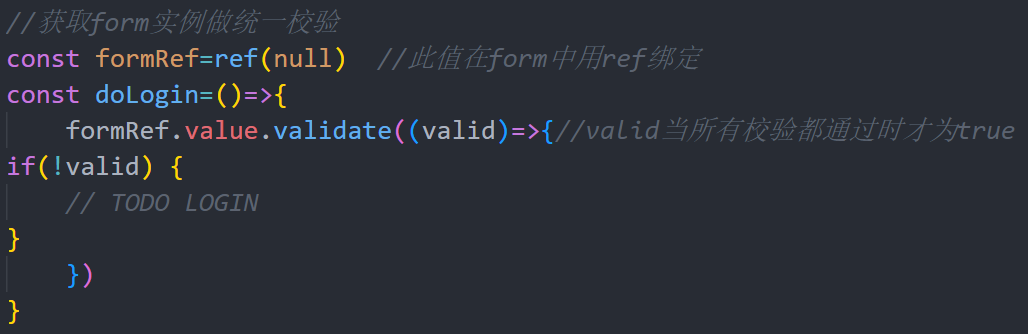 //获取form实例做统一校验
const formRef=ref(null)  //此值在form中用ref绑定
const doLogin=()=>{
    formRef.value.validate((valid)=>{//valid当所有校验都通过时才为true
if(!valid) {
    // TODO LOGIN
}
    })
}